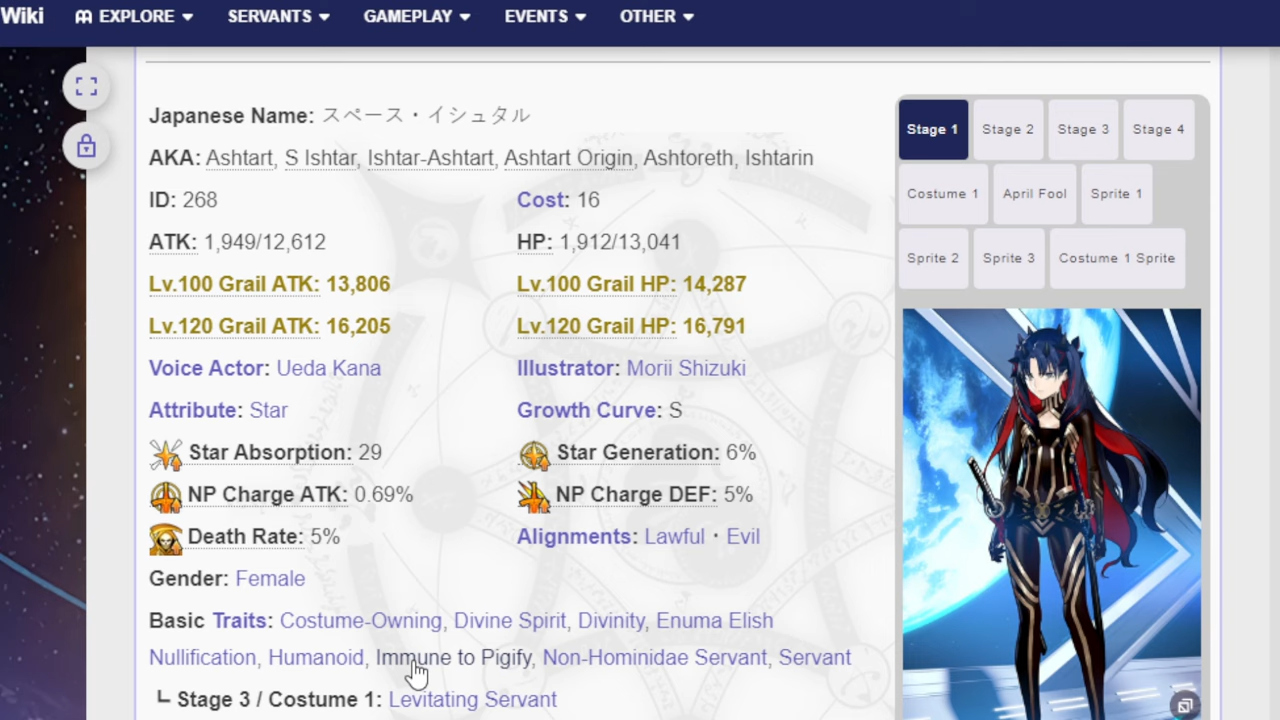 Wiki EXPLORE SERVANTS GAMEPLAY EVENTS OTHER
Japanese Name: スペース・イシュタル
AKA: Ashtart, S Ishtar, Ishtar-Ashtart, Ashtart Origin, Ashtoreth, Ishtarin
ID: 268 Cost: 16
ATK: 1,949/12,612 HP: 1,912/13,041
Lv.100 Grail ATK: 13,806 Lv.100 Grail HP: 14,287
Lv.120 Grail ATK: 16,205 Lv.120 Grail HP: 16,791
Voice Actor: Ueda Kana Illustrator: Morii Shizuki
Attribute: Star Growth Curve: S
Star Absorption: 29 Star Generation: 6%
NP Charge ATK: 0.69% NP Charge DEF: 5%
Death Rate: 5% Alignments: Lawful・Evil
Gender: Female
Basic Traits: Costume-Owning, Divine Spirit, Divinity, Enuma Elish
Nullification, Humanoid, Immune to Pigify, Non-Hominidae Servant, Servant
┗ Stage 3 / Costume 1: Levitating Servant
Stage 1 Stage 2 Stage 3 Stage 4
Costume 1 April Fool Sprite 1
Sprite 2 Sprite 3 Costume 1 Sprite